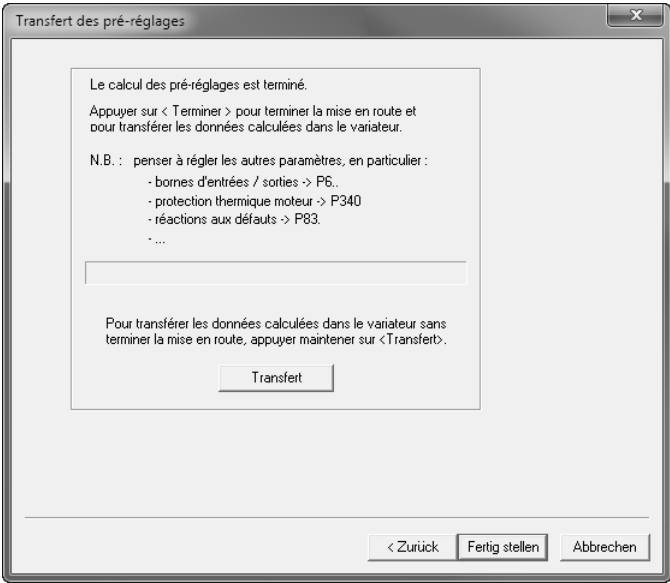 Transfert des pré-réglages
x
Le calcul des pré-réglages est terminé.
Appuyer sur < Terminer > pour terminer la mise en route et
pour transférer les données calculées dans le variateur.
N.B. : penser à régler les autres paramètres, en particulier :
- bornes d'entrées / sorties -> P6..
- protection thermique moteur -> P340
- réactions aux défauts -> P83.
- ...
Pour transférer les données calculées dans le variateur sans
terminer la mise en route, appuyer maintener sur <Transfert>.
Transfert
< Zurück Fertig stellen Abbrechen